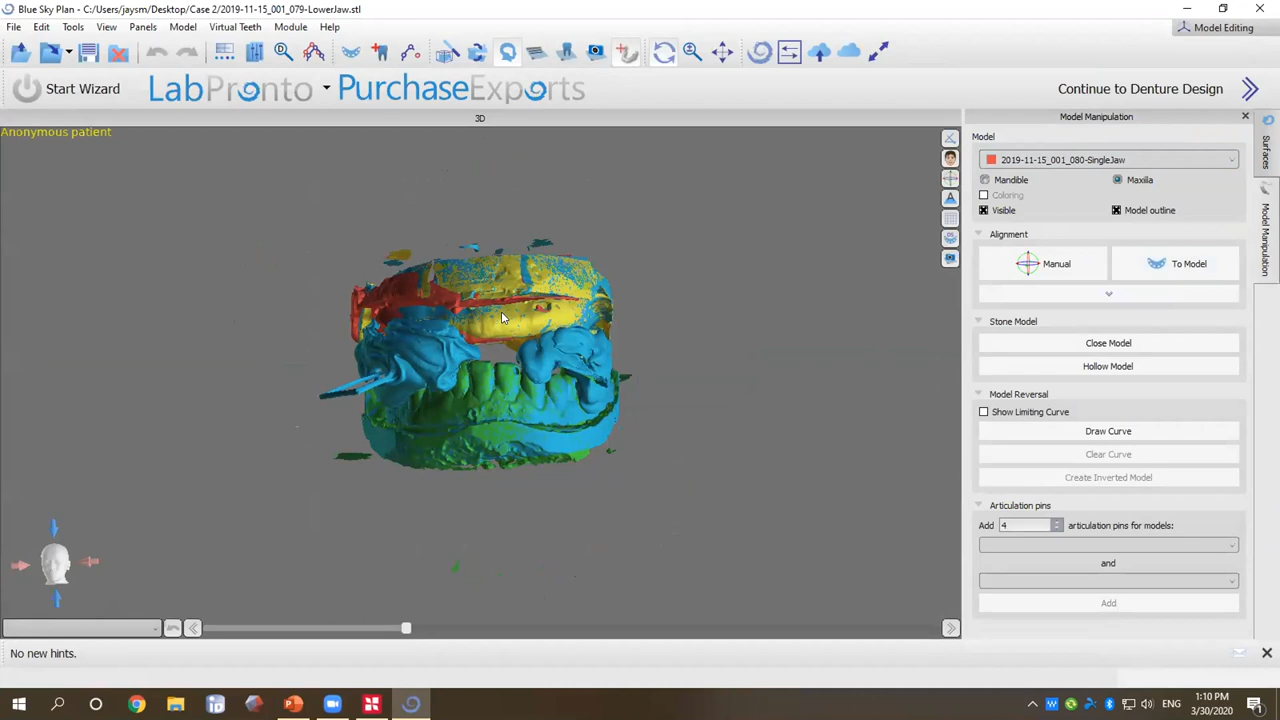 Blue Sky Plan - C:/Users/jaysm/Desktop/Case 2/2019-11-15_001_079-LowerJaw.stl
File Edit Tools View Panels Model Virtual Teeth Module Help
Model Editing
Start Wizard
LabPronto
PurchaseExports
Continue to Denture Design
3D
Model Manipulation
Anonymous patient
Model
2019-11-15_001_080-SingleJaw
Mandible Maxilla
Coloring
Visible Model outline
Alignment
Manual To Model
Stone Model
Close Model
Hollow Model
Model Reversal
Show Limiting Curve
Draw Curve
Clear Curve
Create Inverted Model
Articulation pins
Add 4 articulation pins for models:
and
Add
Surfaces
Model Manipulation
No new hints.
ENG
1:10 PM
3/30/2020